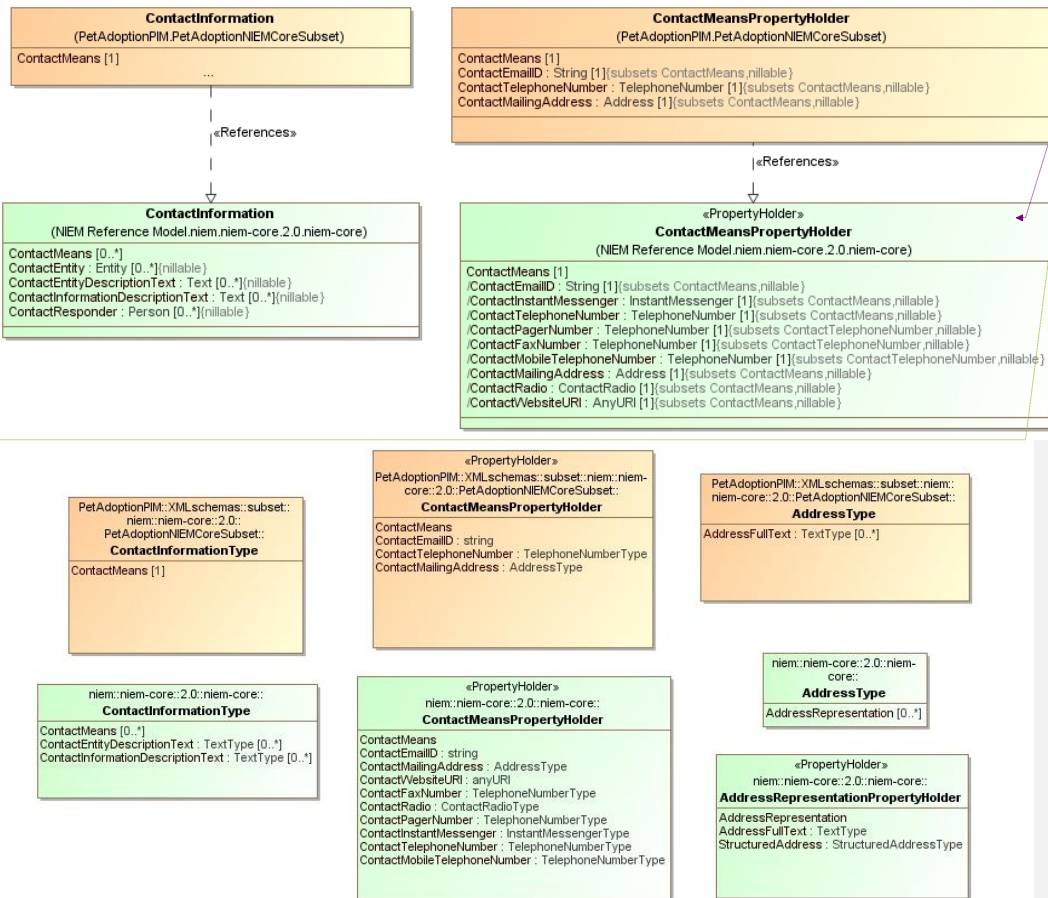 ContactInformation
(PetAdoptionPIM.PetAdoptionNIEMCoreSubset)
ContactMeans [1]
...
ContactMeansPropertyHolder
(PetAdoptionPIM.PetAdoptionNIEMCoreSubset)
ContactMeans [1]
ContactEmailID : String [1]{subsets ContactMeans,nillable}
ContactTelephoneNumber : TelephoneNumber [1]{subsets ContactMeans,nillable}
ContactMailingAddress : Address [1]{subsets ContactMeans,nillable}
«References»
«References»
ContactInformation
(NIEM Reference Model.niem.niem-core.2.0.niem-core)
ContactMeans [0..*]
ContactEntity : Entity [0..*]{nillable}
ContactEntityDescriptionText : Text [0..*]{nillable}
ContactInformationDescriptionText : Text [0..*]{nillable}
ContactResponder : Person [0..*]{nillable}
«PropertyHolder»
ContactMeansPropertyHolder
(NIEM Reference Model.niem.niem-core.2.0.niem-core)
ContactMeans [1]
/ContactEmailID : String [1]{subsets ContactMeans,nillable}
/ContactInstantMessenger : InstantMessenger [1]{subsets ContactMeans,nillable}
/ContactTelephoneNumber : TelephoneNumber [1]{subsets ContactMeans,nillable}
/ContactPagerNumber : TelephoneNumber [1]{subsets ContactTelephoneNumber,nillable}
/ContactFaxNumber : TelephoneNumber [1]{subsets ContactTelephoneNumber,nillable}
/ContactMobileTelephoneNumber : TelephoneNumber [1]{subsets ContactTelephoneNumber,nillable}
/ContactMailingAddress : Address [1]{subsets ContactMeans,nillable}
/ContactRadio : ContactRadio [1]{subsets ContactMeans,nillable}
/ContactWebsiteURI : AnyURI [1]{subsets ContactMeans,nillable}
PetAdoptionPIM::XMLschemas::subset::
niem::niem-core::2.0::
PetAdoptionNIEMCoreSubset::
ContactInformationType
ContactMeans [1]
«PropertyHolder»
PetAdoptionPIM::XMLschemas::subset::niem::niem-
core::2.0::PetAdoptionNIEMCoreSubset::
ContactMeansPropertyHolder
ContactMeans
ContactEmailID : string
ContactTelephoneNumber : TelephoneNumberType
ContactMailingAddress : AddressType
PetAdoptionPIM::XMLschemas::subset::niem::
niem-core::2.0::PetAdoptionNIEMCoreSubset::
AddressType
AddressFullText : TextType [0..*]
niem::niem-core::2.0::niem-core::
ContactInformationType
ContactMeans [0..*]
ContactEntityDescriptionText : TextType [0..*]
ContactInformationDescriptionText : TextType [0..*]
«PropertyHolder»
niem::niem-core::2.0::niem-core::
ContactMeansPropertyHolder
ContactMeans
ContactEmailID : string
ContactMailingAddress : AddressType
ContactWebsiteURI : anyURI
ContactFaxNumber : TelephoneNumberType
ContactRadio : ContactRadioType
ContactPagerNumber : TelephoneNumberType
ContactInstantMessenger : InstantMessengerType
ContactTelephoneNumber : TelephoneNumberType
ContactMobileTelephoneNumber : TelephoneNumberType
niem::niem-core::2.0::niem-
core::
AddressType
AddressRepresentation [0..*]
«PropertyHolder»
niem::niem-core::2.0::niem-core::
AddressRepresentationPropertyHolder
AddressRepresentation
AddressFullText : TextType
StructuredAddress : StructuredAddressType